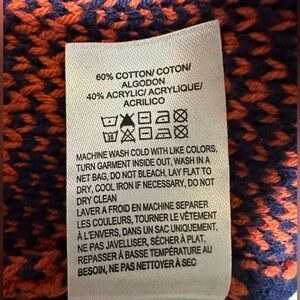 60% COTTON/ COTON/
ALGODON
40% ACRYLIC/ ACRYLIQUE/
ACRILICO
MACHINE WASH COLD WITH LIKE COLORS,
TURN GARMENT INSIDE OUT, WASH IN A
NET BAG, DO NOT BLEACH, LAY FLAT TO
DRY, COOL IRON IF NECESSARY, DO NOT
DRY CLEAN
LAVER A FROID EN MACHINE SEPARER
LES COULEURS, TOURNER LE VÊTEMENT
À L'ENVERS, DANS UN SAC UNIQUEMENT,
NE PAS JAVELLISER, SÉCHER À PLAT,
REPASSER À BASSE TEMPÉRATURE AU
BESOIN, NE PAS NETTOYER À SEC